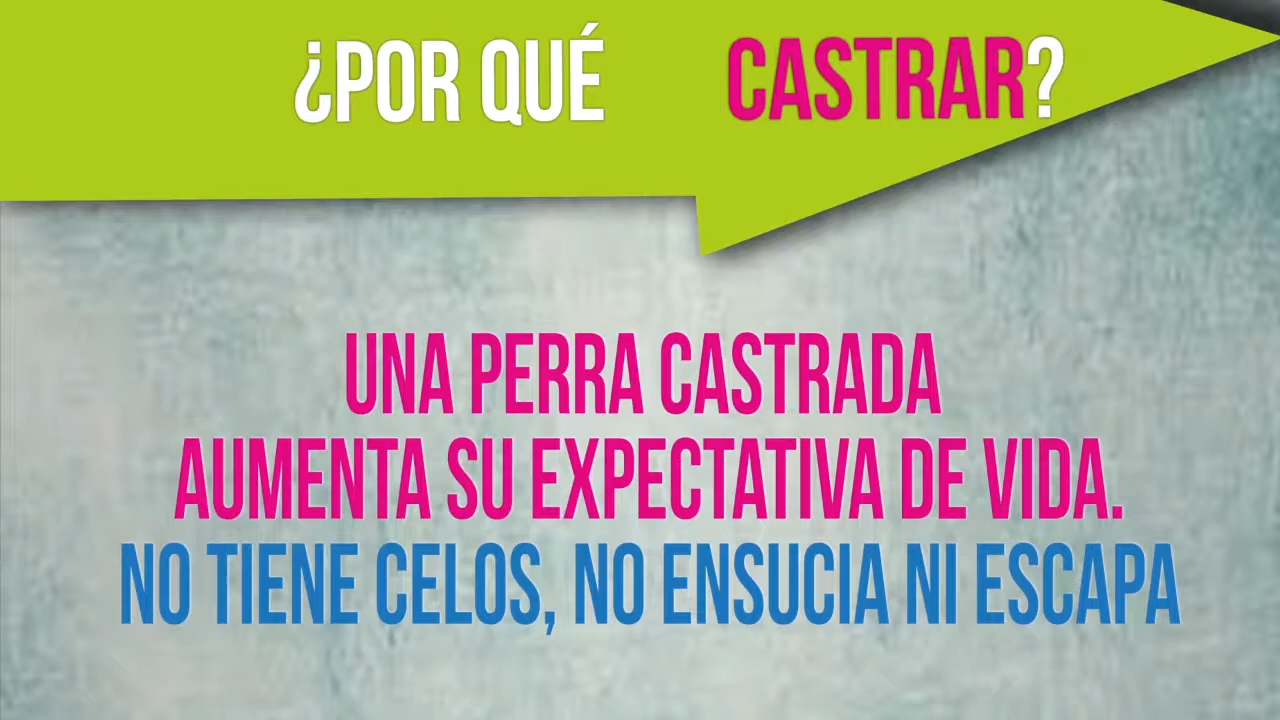 ¿POR QUÉ CASTRAR?
UNA PERRA CASTRADA
AUMENTA SU EXPECTATIVA DE VIDA.
NO TIENE CELOS, NO ENSUCIA NI ESCAPA